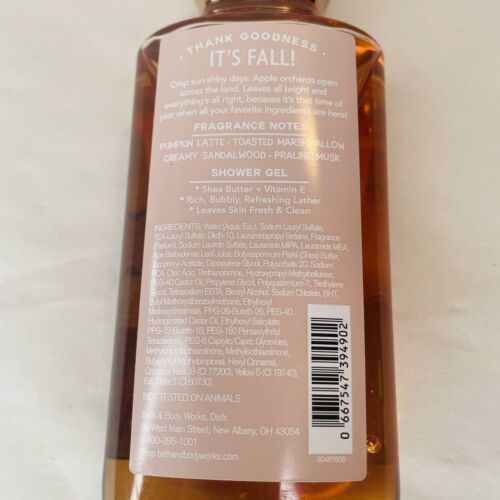 THANK GOODNESS
IT'S FALL!
Crisp sun-shiny days. Apple orchards open
across the land. Leaves all bright and
everything's all right, because it's that time of
year when all your favorite ingredients are here!
FRAGRANCE NOTES
PUMPKIN LATTE • TOASTED MARSHMALLOW
CREAMY SANDALWOOD • PRALINE MUSK
SHOWER GEL
* Shea Butter + Vitamin E
* Rich, Bubbly, Refreshing Lather
* Leaves Skin Fresh & Clean
INGREDIENTS: Water (Aqua, Eau), Sodium Lauryl Sulfate,
TEA-Lauryl Sulfate, Oleth-10, Lauramidopropyl Betaine, Fragrance
(Parfum), Sodium Laureth Sulfate, Lauramide MIPA, Lauramide MEA,
Aloe Barbadensis Leaf Juice, Butyrospermum Parkii (Shea) Butter,
Tocopheryl Acetate, Dipropylene Glycol, Polysorbate 20, Sodium
PCA, Citric Acid, Triethanolamine, Hydroxypropyl Methylcellulose,
PEG-40 Castor Oil, Propylene Glycol, Polyquaternium-7, Triethylene
Glycol, Tetrasodium EDTA, Benzyl Alcohol, Sodium Chloride, BHT,
Butyl Methoxydibenzoylmethane, Ethylhexyl
Methoxycinnamate, PPG-26-Buteth-26, PEG-40
Hydrogenated Castor Oil, Ethylhexyl Salicylate,
PPG-12-Buteth-16, PEG-150 Pentaerythrityl
Tetrastearate, PEG-6 Caprylic Capric Glycerides,
Methylchloroisothiazolinone, Methylisothiazolinone,
Butylphenyl Methylpropional, Hexyl Cinnamal,
Coumarin, Red 33 (CI 17200), Yellow 5 (CI 19140),
Ext. Violet 2 (CI 60730).
NOT TESTED ON ANIMALS
Bath & Body Works, Distr.
95 West Main Street, New Albany, OH 43054
1-800-395-1001
Shop bathandbodyworks.com
0 667547 394902